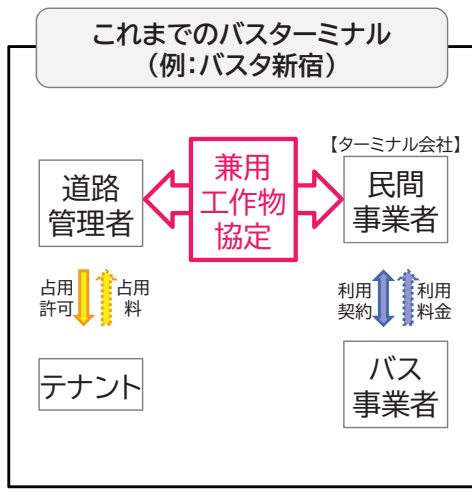 これまでのバスターミナル
（例：バスタ新宿）
【ターミナル会社】
道路
管理者
兼用
工作物
協定
民間
事業者
占用
許可
占用
料
利用
契約
利用
料金
テナント
バス
事業者